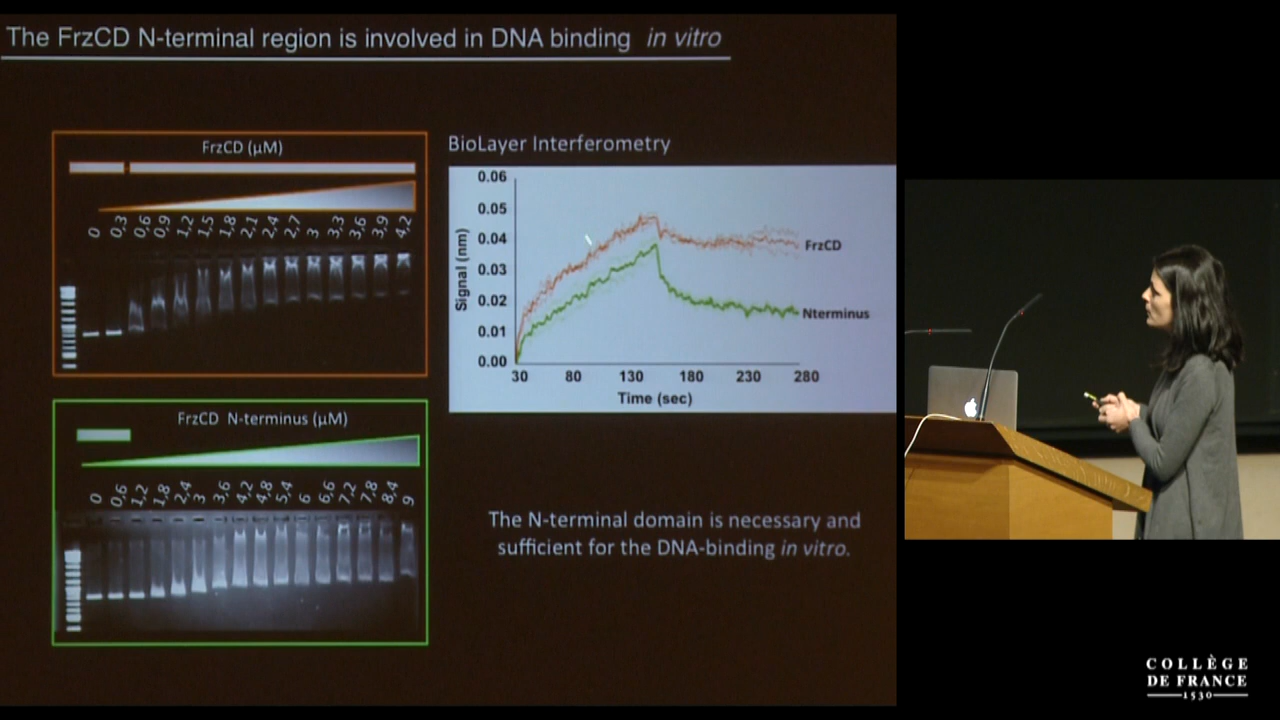 The FrzCD N-terminal region is involved in DNA binding in vitro
FrzCD (µM)
0 0,3 0,6 0,9 1,2 1,5 1,8 2,1 2,4 2,7 3 3,3 3,6 3,9 4,2
FrzCD N-terminus (µM)
0 0,6 1,2 1,8 2,4 3 3,6 4,2 4,8 5,4 6 6,6 7,2 7,8 8,4 9
BioLayer Interferometry
Signal (nm)
0.06
0.05
0.04
0.03
0.02
0.01
0.00
30 80 130 180 230 280
Time (sec)
FrzCD
Nterminus
The N-terminal domain is necessary and
sufficient for the DNA-binding in vitro.
COLLÈGE
DE FRANCE
1530